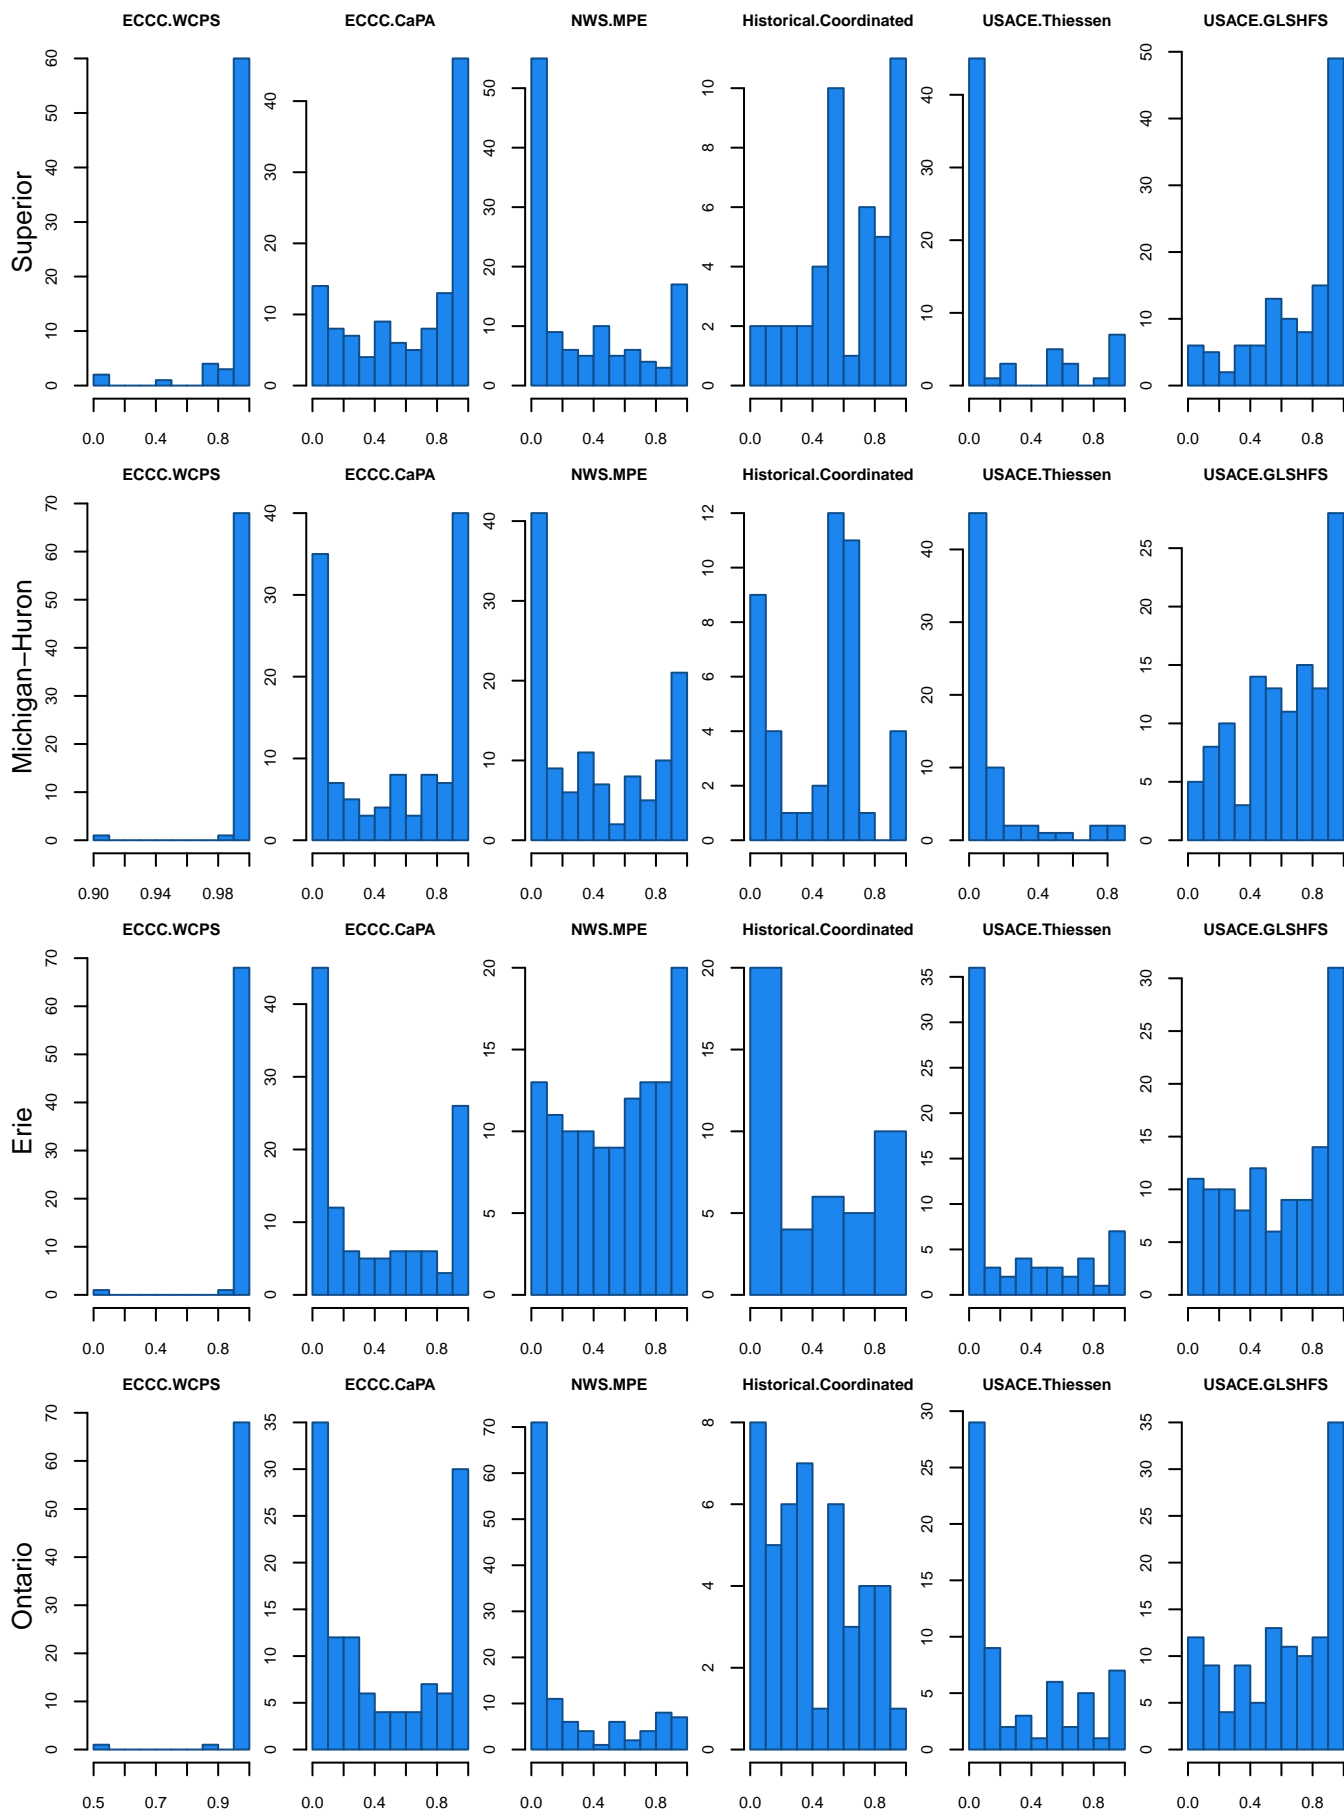 ECCC.WCPS ECCC.CaPA NWS.MPE Historical.Coordinated USACE.Thiessen USACE.GLSHFS
Superior
0 10 20 30 40 50 60
0 10 20 30 40
0 10 20 30 40 50
0 2 4 6 8 10
0 10 20 30 40
0 10 20 30 40 50
0.0 0.4 0.8 0.0 0.4 0.8 0.0 0.4 0.8 0.0 0.4 0.8 0.0 0.4 0.8 0.0 0.4 0.8
ECCC.WCPS ECCC.CaPA NWS.MPE Historical.Coordinated USACE.Thiessen USACE.GLSHFS
Michigan−Huron
0 10 20 30 40 50 60 70
0 10 20 30 40
0 10 20 30 40
0 2 4 6 8 10 12
0 10 20 30 40
0 5 10 15 20 25
0.90 0.94 0.98 0.0 0.4 0.8 0.0 0.4 0.8 0.0 0.4 0.8 0.0 0.4 0.8 0.0 0.4 0.8
ECCC.WCPS ECCC.CaPA NWS.MPE Historical.Coordinated USACE.Thiessen USACE.GLSHFS
Erie
0 10 20 30 40 50 60 70
0 10 20 30 40
0 5 10 15 20
0 5 10 15 20
0 5 10 15 20 25 30 35
0 5 10 15 20 25 30
0.0 0.4 0.8 0.0 0.4 0.8 0.0 0.4 0.8 0.0 0.4 0.8 0.0 0.4 0.8 0.0 0.4 0.8
ECCC.WCPS ECCC.CaPA NWS.MPE Historical.Coordinated USACE.Thiessen USACE.GLSHFS
Ontario
0 10 20 30 40 50 60 70
0 5 10 15 20 25 30 35
0 10 20 30 40 50 60 70
0 2 4 6 8
0 5 10 15 20 25 30
0 5 10 15 20 25 30 35
0.5 0.7 0.9 0.0 0.4 0.8 0.0 0.4 0.8 0.0 0.4 0.8 0.0 0.4 0.8 0.0 0.4 0.8